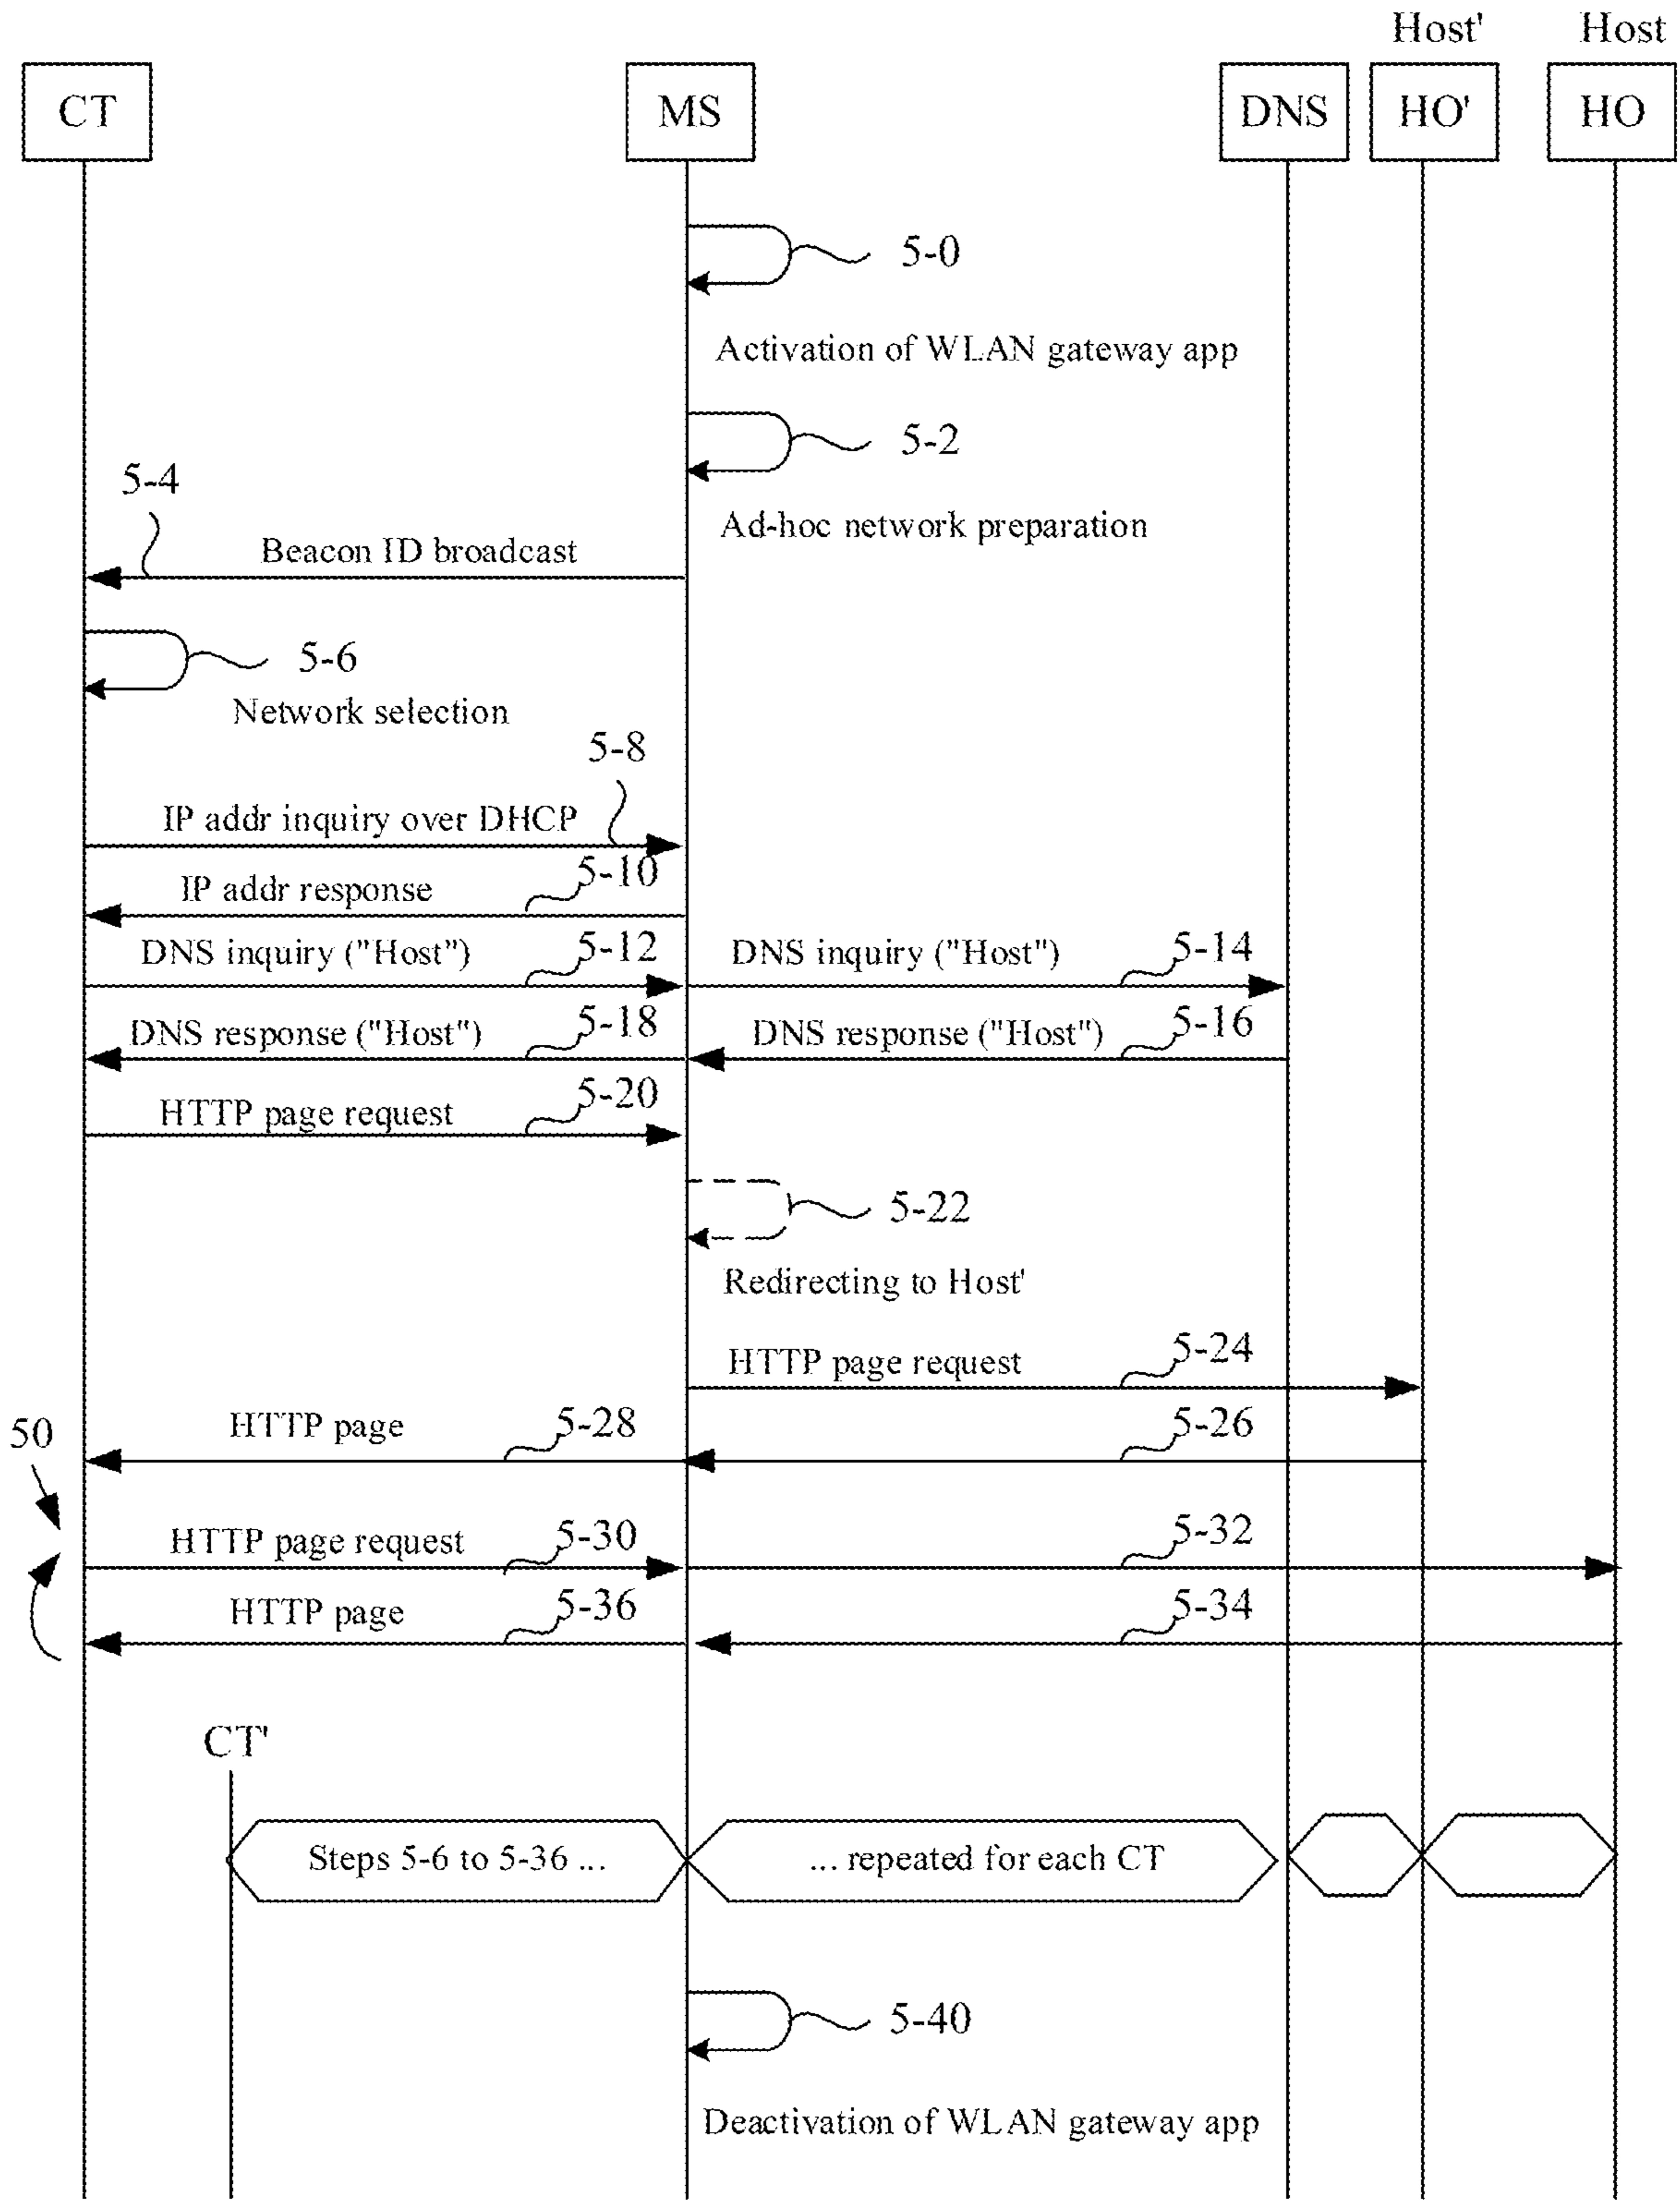 Host' Host
CT MS DNS HO' HO
5-0
Activation of WLAN gateway app
5-2
5-4
Ad-hoc network preparation
Beacon ID broadcast
5-6
Network selection
5-8
IP addr inquiry over DHCP
5-10
IP addr response
DNS inquiry ("Host") 5-12 DNS inquiry ("Host") 5-14
DNS response ("Host") 5-18 DNS response ("Host") 5-16
HTTP page request 5-20
5-22
Redirecting to Host'
HTTP page request 5-24
50 HTTP page 5-28 5-26
HTTP page request 5-30 5-32
HTTP page 5-36 5-34
CT'
Steps 5-6 to 5-36 ... ... repeated for each CT
5-40
Deactivation of WLAN gateway app